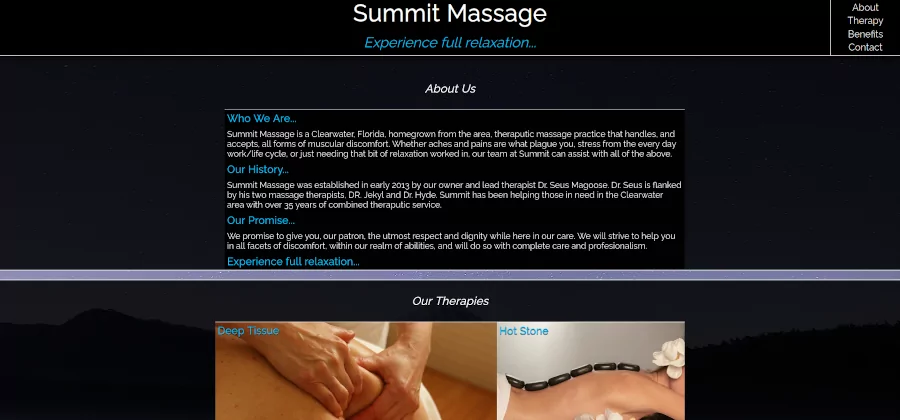 Summit Massage
Experience full relaxation...
About
Therapy
Benefits
Contact
About Us
Who We Are...
Summit Massage is a Clearwater, Florida, homegrown from the area, theraputic massage practice that handles, and
accepts, all forms of muscular discomfort. Whether aches and pains are what plague you, stress from the every day
work/life cycle, or just needing that bit of relaxation worked in, our team at Summit can assist with all of the above.
Our History...
Summit Massage was established in early 2013 by our owner and lead therapist Dr. Seus Magoose. Dr. Seus is flanked
by his two massage therapists, DR. Jekyl and Dr. Hyde. Summit has been helping those in need in the Clearwater
area with over 35 years of combined theraputic service.
Our Promise...
We promise to give you, our patron, the utmost respect and dignity while here in our care. We will strive to help you
in all facets of discomfort, within our realm of abilities, and will do so with complete care and profesionalism.
Experience full relaxation...
Our Therapies
Deep Tissue
Hot Stone